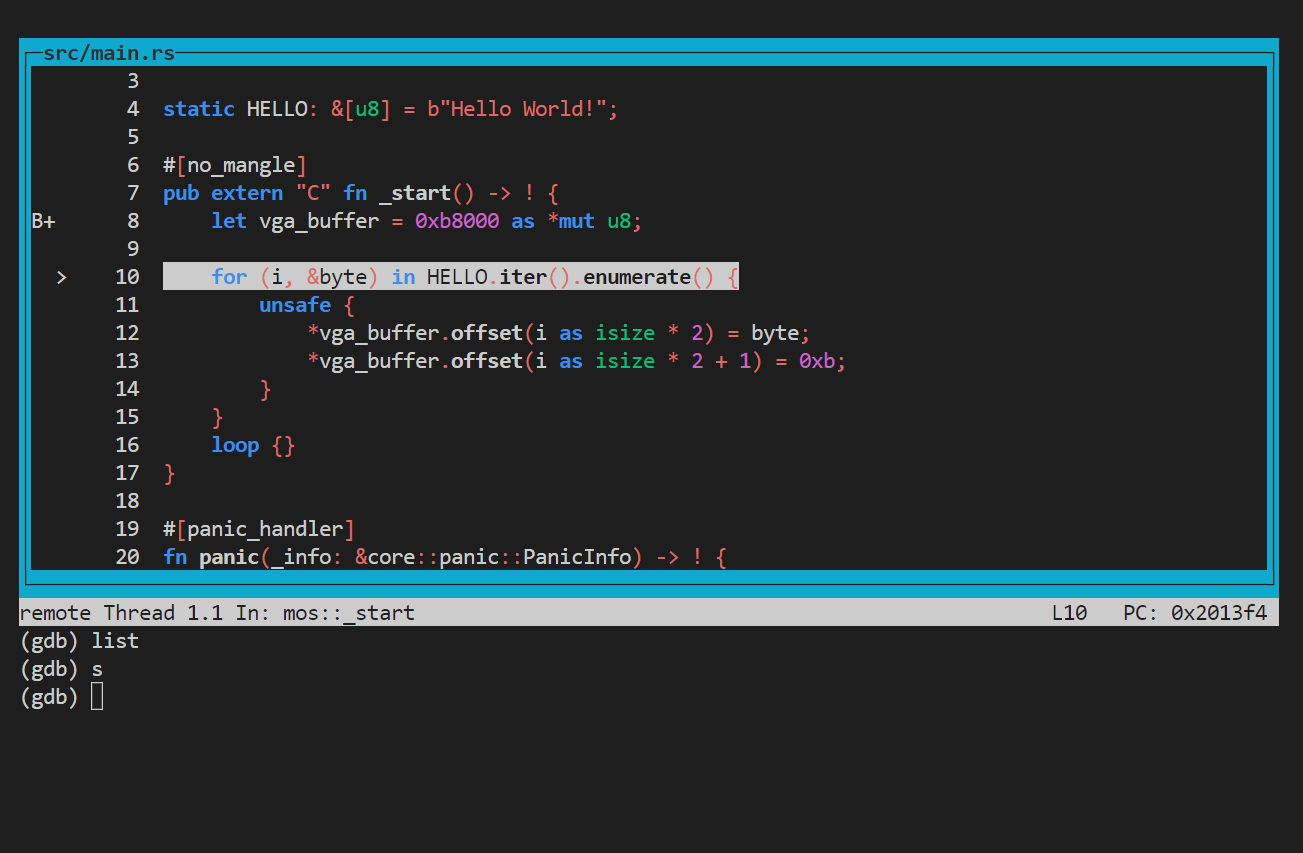 src/main.rs
3
4 static HELLO: &[u8] = b"Hello World!";
5
6 #[no_mangle]
7 pub extern "C" fn _start() -> ! {
B+ 8     let vga_buffer = 0xb8000 as *mut u8;
9
> 10     for (i, &byte) in HELLO.iter().enumerate() {
11         unsafe {
12             *vga_buffer.offset(i as isize * 2) = byte;
13             *vga_buffer.offset(i as isize * 2 + 1) = 0xb;
14         }
15     }
16     loop {}
17 }
18
19 #[panic_handler]
20 fn panic(_info: &core::panic::PanicInfo) -> ! {
remote Thread 1.1 In: mos::_start L10 PC: 0x2013f4
(gdb) list
(gdb) s
(gdb)